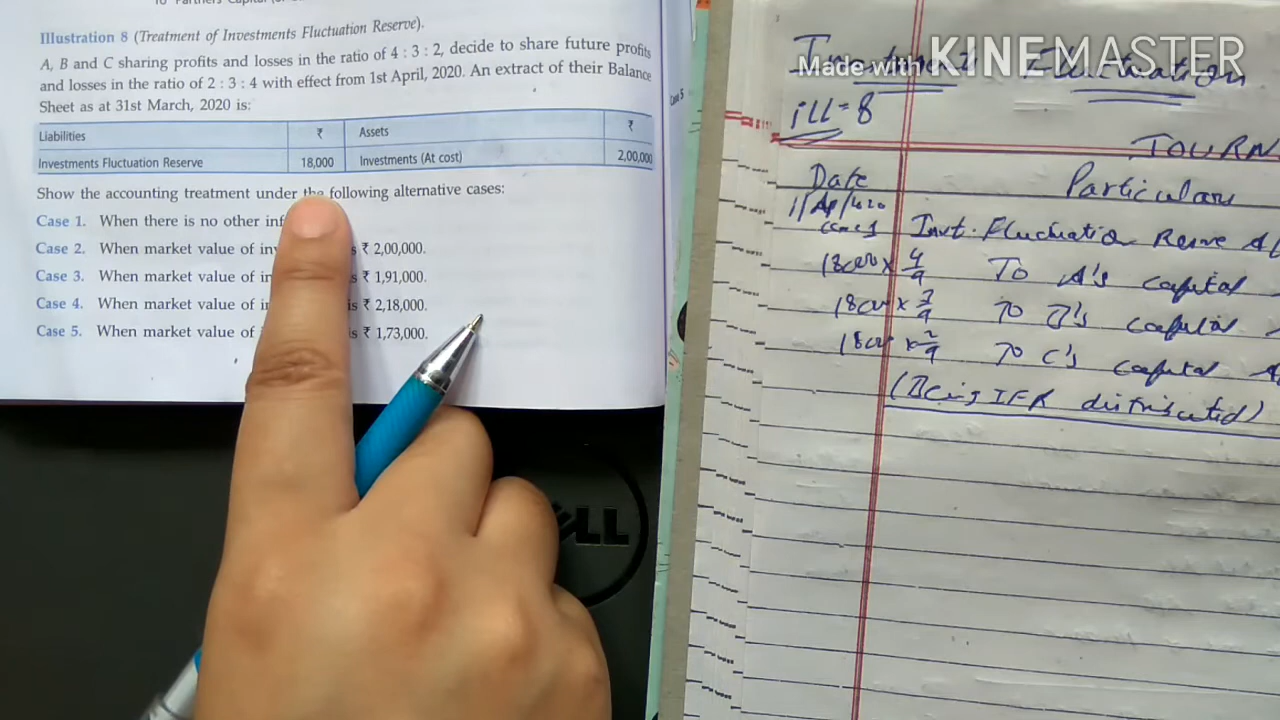 Illustration 8 (Treatment of Investments Fluctuation Reserve).
A, B and C sharing profits and losses in the ratio of 4 : 3 : 2, decide to share future profits
and losses in the ratio of 2 : 3 : 4 with effect from 1st April, 2020. An extract of their Balance
Sheet as at 31st March, 2020 is:
Liabilities ₹ Assets ₹
Investments Fluctuation Reserve 18,000 Investments (At cost) 2,00,000
Show the accounting treatment under the following alternative cases:
Case 1. When there is no other inf
Case 2. When market value of inv s ₹ 2,00,000.
Case 3. When market value of in is ₹ 1,91,000.
Case 4. When market value of i is ₹ 2,18,000.
Case 5. When market value of s ₹ 1,73,000.
Case 5
DELL
Made with KINEMASTER
Fluctuation
ill = 8
JOURN
Date Particulars
Invt. Fluctuation Reserve A
18000 × 4/9 To A's capital
18000 × 3/9 To B's capital
× 2/9 To C's capital A
(Being IFR distributed)